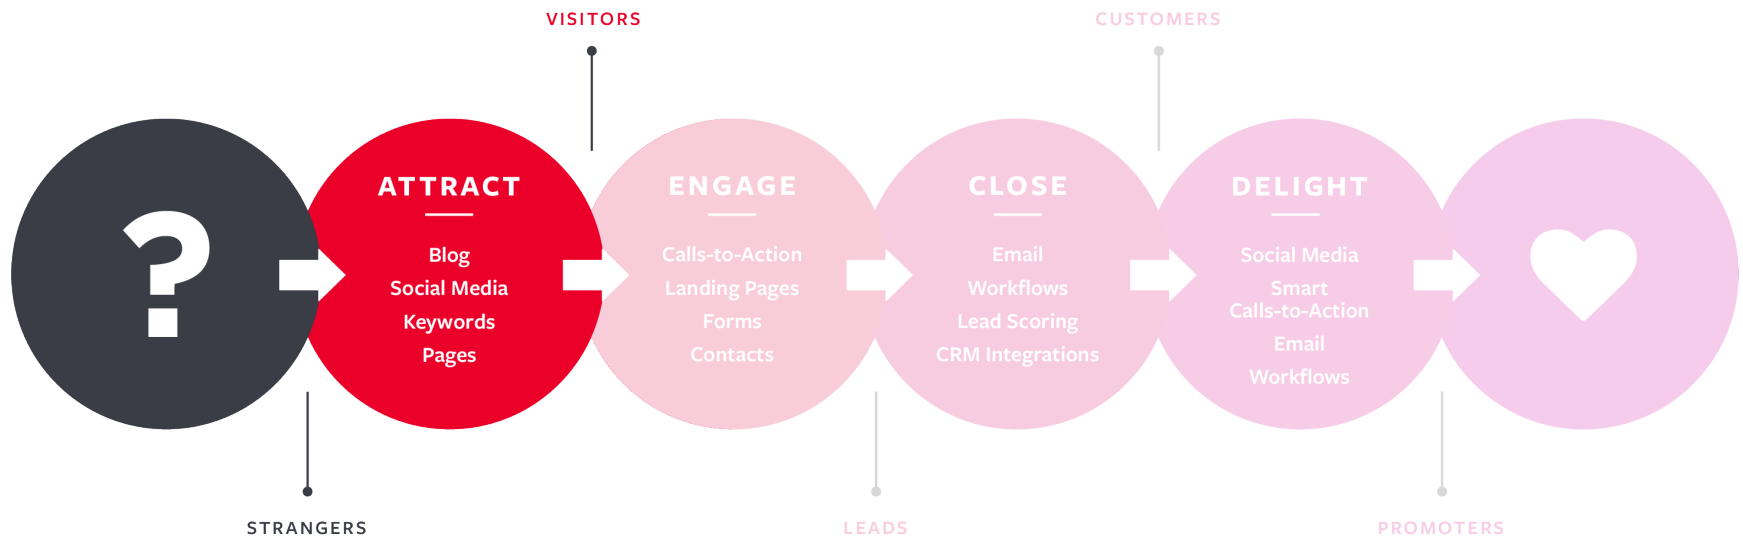 VISITORS
CUSTOMERS
?
ATTRACT
Blog
Social Media
Keywords
Pages
ENGAGE
Calls-to-Action
Landing Pages
Forms
Contacts
CLOSE
Email
Workflows
Lead Scoring
CRM Integrations
DELIGHT
Social Media
Smart
Calls-to-Action
Email
Workflows
STRANGERS
LEADS
PROMOTERS